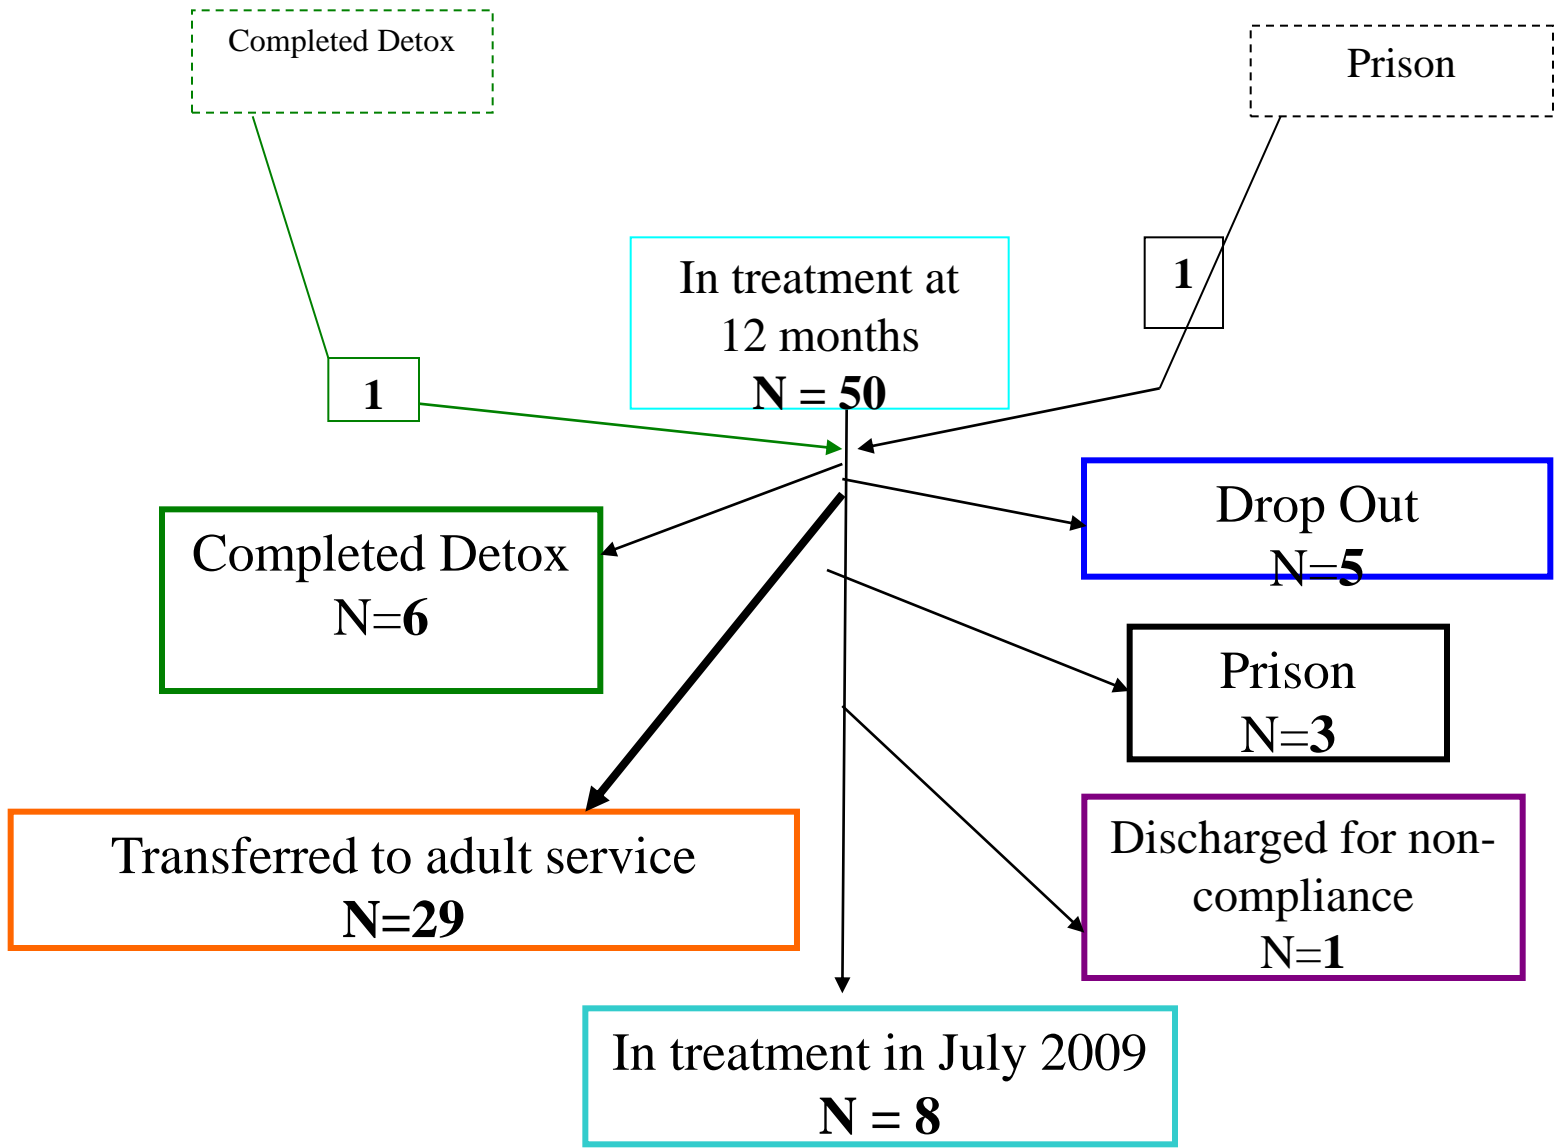 Completed Detox
Prison
In treatment at
12 months
N = 50
1
1
Drop Out
N=5
Completed Detox
N=6
Prison
N=3
Transferred to adult service
N=29
Discharged for non-
compliance
N=1
In treatment in July 2009
N = 8